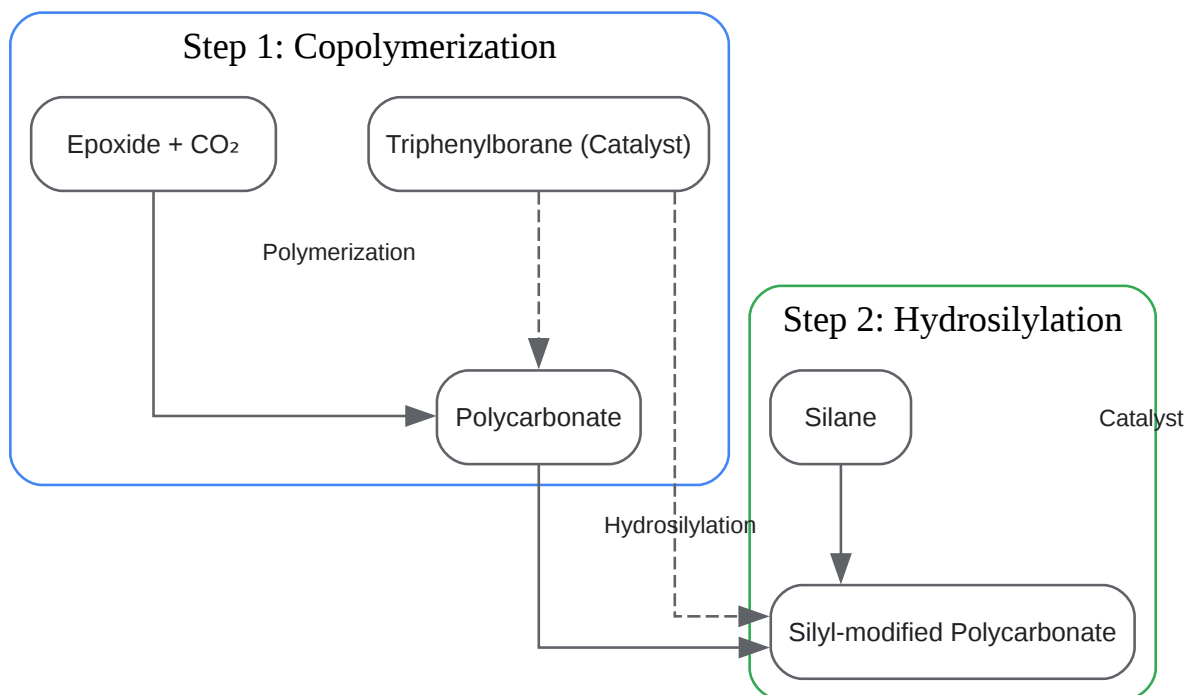 Step 1: Copolymerization
Epoxide + CO₂
Triphenylborane (Catalyst)
Polymerization
Polycarbonate
Step 2: Hydrosilylation
Silane
Catalyst
Hydrosilylation
Silyl-modified Polycarbonate